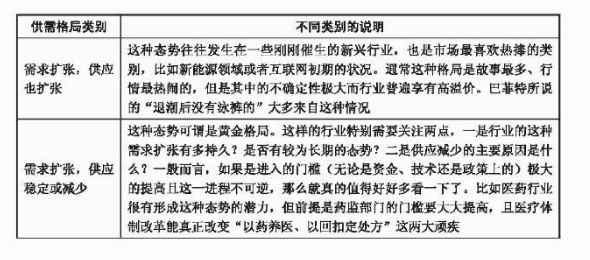 供需格局类别 不同类别的说明
这种态势往往发生在一些刚刚催生的新兴行业，也是市场最喜欢热捧的类
需求扩张，供应 别，比如新能源领域或者互联网初期的状况。通常这种格局是故事最多、行
也扩张 情最热闹的，但是其中的不确定性极大而行业普遍享有高溢价。巴菲特所说
的“退潮后没有泳裤的”大多来自这种情况
这种态势可谓是黄金格局。这样的行业特别需要关注两点，一是行业的这种
需求扩张有多持久？是否有较为长期的态势？二是供应减少的主要原因是什
需求扩张，供应 么？一般而言，如果是进入的门槛（无论是资金、技术还是政策上的）极大
稳定或减少 的提高且这一进程不可逆，那么就真的值得好好多看一下了。比如医药行业
很有形成这种态势的潜力，但前提是药监部门的门槛要大大提高，且医疗体
制改革能真正改变“以药养医、以回扣定处方”这两大顽疾